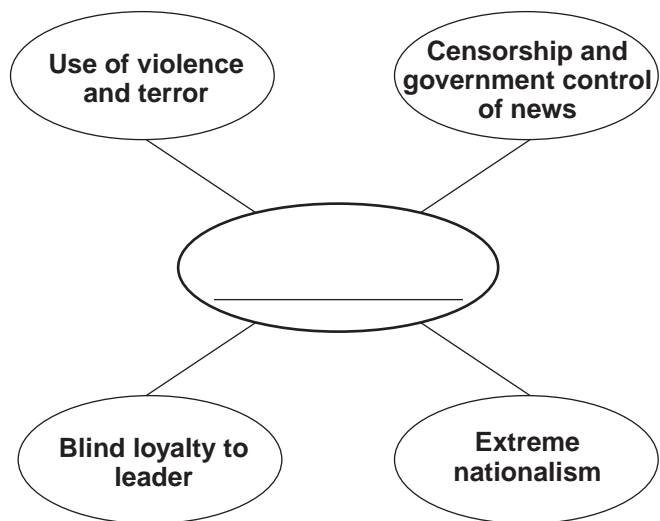 Use of violence
and terror
Censorship and
government control
of news
Blind loyalty to
leader
Extreme
nationalism